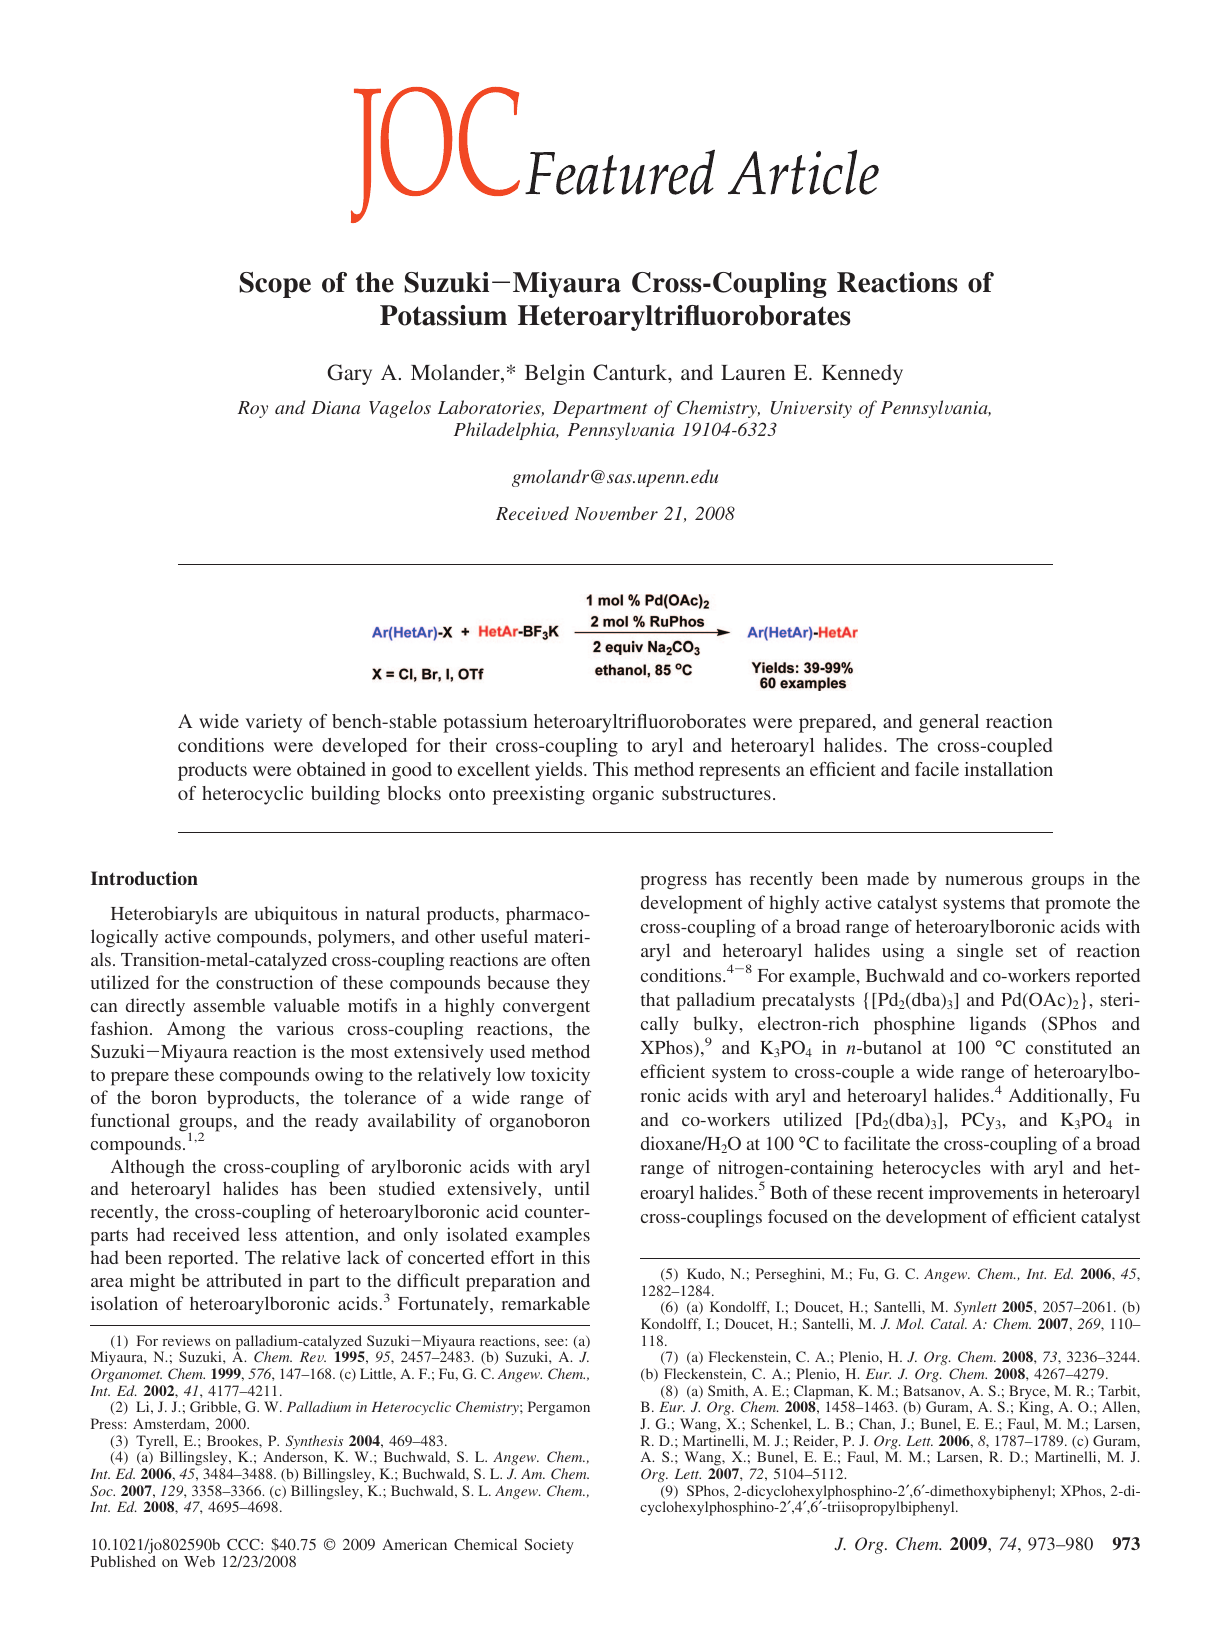 JOC Featured Article
Scope of the Suzuki−Miyaura Cross-Coupling Reactions of
Potassium Heteroaryltrifluoroborates
Gary A. Molander,* Belgin Canturk, and Lauren E. Kennedy
Roy and Diana Vagelos Laboratories, Department of Chemistry, University of Pennsylvania,
Philadelphia, Pennsylvania 19104-6323
gmolandr@sas.upenn.edu
Received November 21, 2008
1 mol % Pd(OAc)2
2 mol % RuPhos
Ar(HetAr)-X + HetAr-BF3K
Ar(HetAr)-HetAr
2 equiv Na2CO3
ethanol, 85 ºC
X = Cl, Br, I, OTf
Yields: 39-99%
60 examples
A wide variety of bench-stable potassium heteroaryltrifluoroborates were prepared, and general reaction
conditions were developed for their cross-coupling to aryl and heteroaryl halides. The cross-coupled
products were obtained in good to excellent yields. This method represents an efficient and facile installation
of heterocyclic building blocks onto preexisting organic substructures.
Introduction
Heterobiaryls are ubiquitous in natural products, pharmaco-
logically active compounds, polymers, and other useful materi-
als. Transition-metal-catalyzed cross-coupling reactions are often
utilized for the construction of these compounds because they
can directly assemble valuable motifs in a highly convergent
fashion. Among the various cross-coupling reactions, the
Suzuki−Miyaura reaction is the most extensively used method
to prepare these compounds owing to the relatively low toxicity
of the boron byproducts, the tolerance of a wide range of
functional groups, and the ready availability of organoboron
compounds.1,2
Although the cross-coupling of arylboronic acids with aryl
and heteroaryl halides has been studied extensively, until
recently, the cross-coupling of heteroarylboronic acid counter-
parts had received less attention, and only isolated examples
had been reported. The relative lack of concerted effort in this
area might be attributed in part to the difficult preparation and
isolation of heteroarylboronic acids.3 Fortunately, remarkable
(1) For reviews on palladium-catalyzed Suzuki−Miyaura reactions, see: (a)
Miyaura, N.; Suzuki, A. Chem. Rev. 1995, 95, 2457–2483. (b) Suzuki, A. J.
Organomet. Chem. 1999, 576, 147–168. (c) Little, A. F.; Fu, G. C. Angew. Chem.,
Int. Ed. 2002, 41, 4177–4211.
(2) Li, J. J.; Gribble, G. W. Palladium in Heterocyclic Chemistry; Pergamon
Press: Amsterdam, 2000.
(3) Tyrell, E.; Brookes, P. Synthesis 2004, 469–483.
(4) (a) Billingsley, K.; Anderson, K. W.; Buchwald, S. L. Angew. Chem.,
Int. Ed. 2006, 45, 3484–3488. (b) Billingsley, K.; Buchwald, S. L. J. Am. Chem.
Soc. 2007, 129, 3358–3366. (c) Billingsley, K.; Buchwald, S. L. Angew. Chem.,
Int. Ed. 2008, 47, 4695–4698.
progress has recently been made by numerous groups in the
development of highly active catalyst systems that promote the
cross-coupling of a broad range of heteroarylboronic acids with
aryl and heteroaryl halides using a single set of reaction
conditions.4−8 For example, Buchwald and co-workers reported
that palladium precatalysts {[Pd2(dba)3] and Pd(OAc)2}, steri-
cally bulky, electron-rich phosphine ligands (SPhos and
XPhos),9 and K3PO4 in n-butanol at 100 °C constituted an
efficient system to cross-couple a wide range of heteroarylbo-
ronic acids with aryl and heteroaryl halides.4 Additionally, Fu
and co-workers utilized [Pd2(dba)3], PCy3, and K3PO4 in
dioxane/H2O at 100 °C to facilitate the cross-coupling of a broad
range of nitrogen-containing heterocycles with aryl and het-
eroaryl halides.5 Both of these recent improvements in heteroaryl
cross-couplings focused on the development of efficient catalyst
(5) Kudo, N.; Perseghini, M.; Fu, G. C. Angew. Chem., Int. Ed. 2006, 45,
1282–1284.
(6) (a) Kondolff, I.; Doucet, H.; Santelli, M. Synlett 2005, 2057–2061. (b)
Kondolff, I.; Doucet, H.; Santelli, M. J. Mol. Catal. A: Chem. 2007, 269, 110–
118.
(7) (a) Fleckenstein, C. A.; Plenio, H. J. Org. Chem. 2008, 73, 3236–3244.
(b) Fleckenstein, C. A.; Plenio, H. Eur. J. Org. Chem. 2008, 4267–4279.
(8) (a) Smith, A. E.; Clapman, K. M.; Batsanov, A. S.; Bryce, M. R.; Tarbit,
B. Eur. J. Org. Chem. 2008, 1458–1463. (b) Guram, A. S.; King, A. O.; Allen,
J. G.; Wang, X.; Schenkel, L. B.; Chan, J.; Bunel, E. E.; Faul, M. M.; Larsen,
R. D.; Martinelli, M. J.; Reider, P. J. Org. Lett. 2006, 8, 1787–1789. (c) Guram,
A. S.; Wang, X.; Bunel, E. E.; Faul, M. M.; Larsen, R. D.; Martinelli, M. J.
Org. Lett. 2007, 72, 5104–5112.
(9) SPhos, 2-dicyclohexylphosphino-2′,6′-dimethoxybiphenyl; XPhos, 2-di-
cyclohexylphosphino-2′,4′,6′-triisopropylbiphenyl.
10.1021/jo802590b CCC: $40.75 © 2009 American Chemical Society
Published on Web 12/23/2008
J. Org. Chem. 2009, 74, 973–980 973